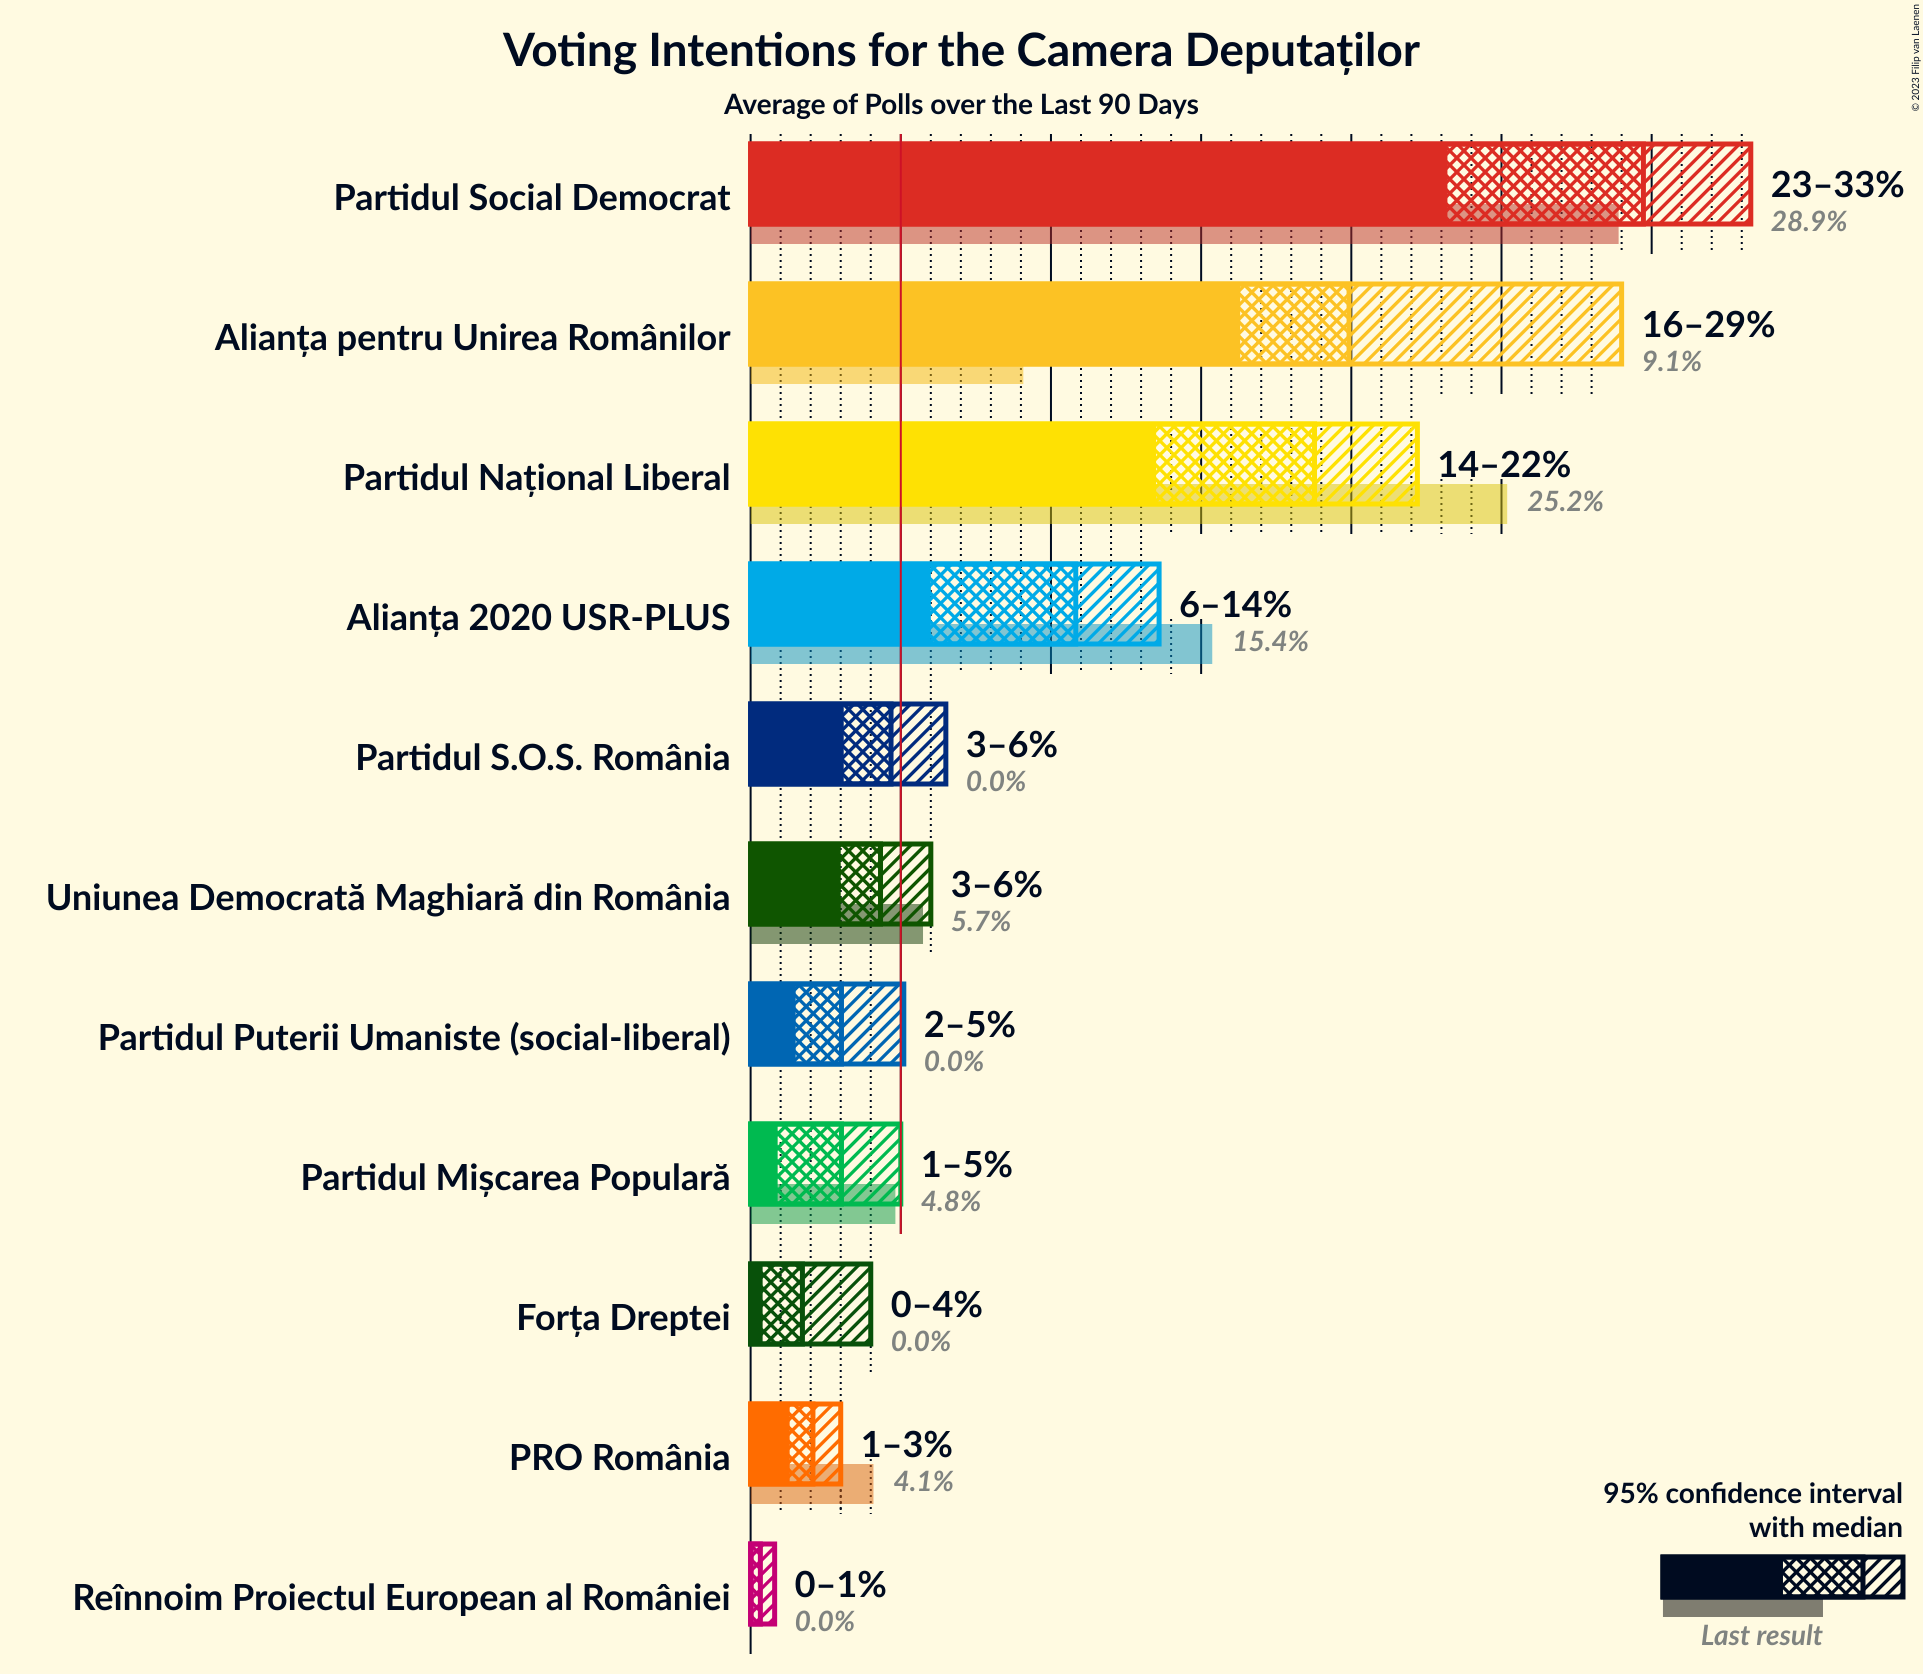 Voting Intentions for the Camera Deputaților
Average of Polls over the Last 90 Days
© 2023 Filip van Laenen
Partidul Social Democrat
23–33%
28.9%
Alianța pentru Unirea Românilor
16–29%
9.1%
Partidul Național Liberal
14–22%
25.2%
Alianța 2020 USR-PLUS
6–14%
15.4%
Partidul S.O.S. România
3–6%
0.0%
Uniunea Democrată Maghiară din România
3–6%
5.7%
Partidul Puterii Umaniste (social-liberal)
2–5%
0.0%
Partidul Mișcarea Populară
1–5%
4.8%
Forța Dreptei
0–4%
0.0%
PRO România
1–3%
4.1%
Reînnoim Proiectul European al României
0–1%
0.0%
95% confidence interval
with median
Last result